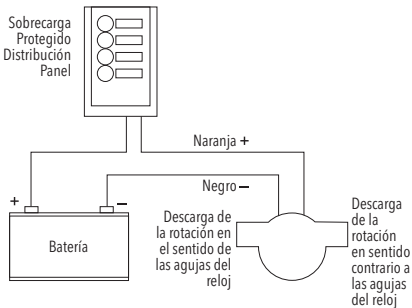 Sobrecarga
Protegido
Distribución
Panel
Naranja +
Negro –
+
–
Batería
Descarga de
la rotación en
el sentido de
las agujas del
reloj
Descarga
de la
rotación
en sentido
contrario a
las agujas
del reloj